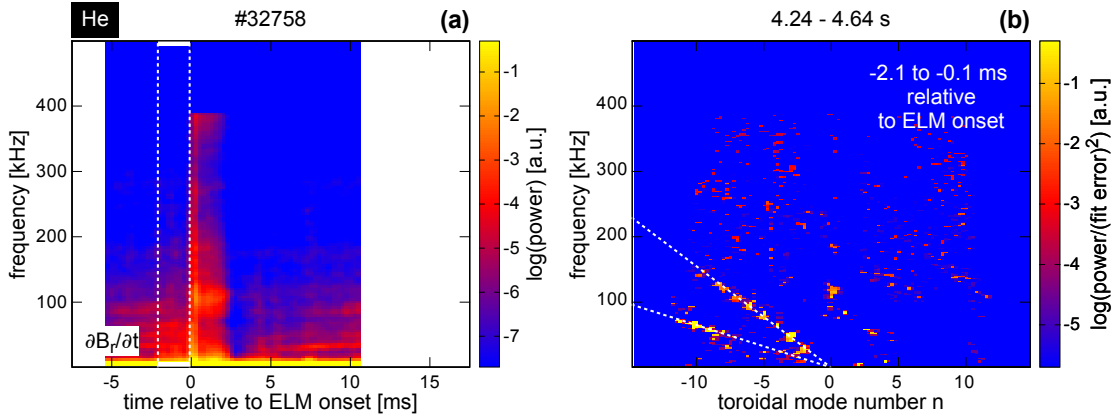 He
#32758
(a)
frequency [kHz]
400
300
200
100
∂Br/∂t
-5
0
5
10
15
time relative to ELM onset [ms]
-1
-2
-3
-4
-5
-6
-7
log(power) [a.u.]
4.24 - 4.64 s
(b)
-2.1 to -0.1 ms
relative
to ELM onset
frequency [kHz]
400
300
200
100
-10
-5
0
5
10
toroidal mode number n
-1
-2
-3
-4
-5
log(power/(fit error)²) [a.u.]